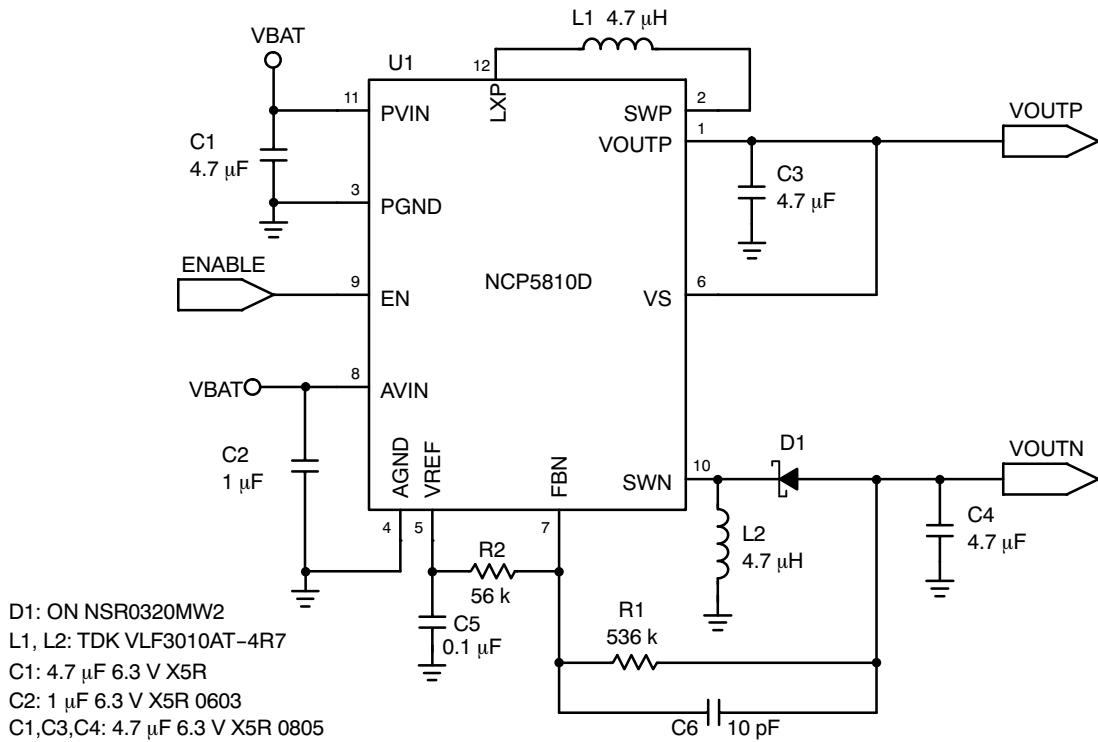 L1 4.7 μH
VBAT
U1
12
LXP
11
PVIN
2
SWP
1
VOUTP
VOUTP
C1
4.7 μF
C3
4.7 μF
3
PGND
ENABLE
9
EN
NCP5810D
6
VS
VBAT
8
AVIN
C2
1 μF
AGND
VREF
FBN
10
SWN
D1
VOUTN
4
5
7
L2
4.7 μH
C4
4.7 μF
R2
56 k
C5
0.1 μF
R1
536 k
C6
10 pF
D1: ON NSR0320MW2
L1, L2: TDK VLF3010AT−4R7
C1: 4.7 μF 6.3 V X5R
C2: 1 μF 6.3 V X5R 0603
C1,C3,C4: 4.7 μF 6.3 V X5R 0805